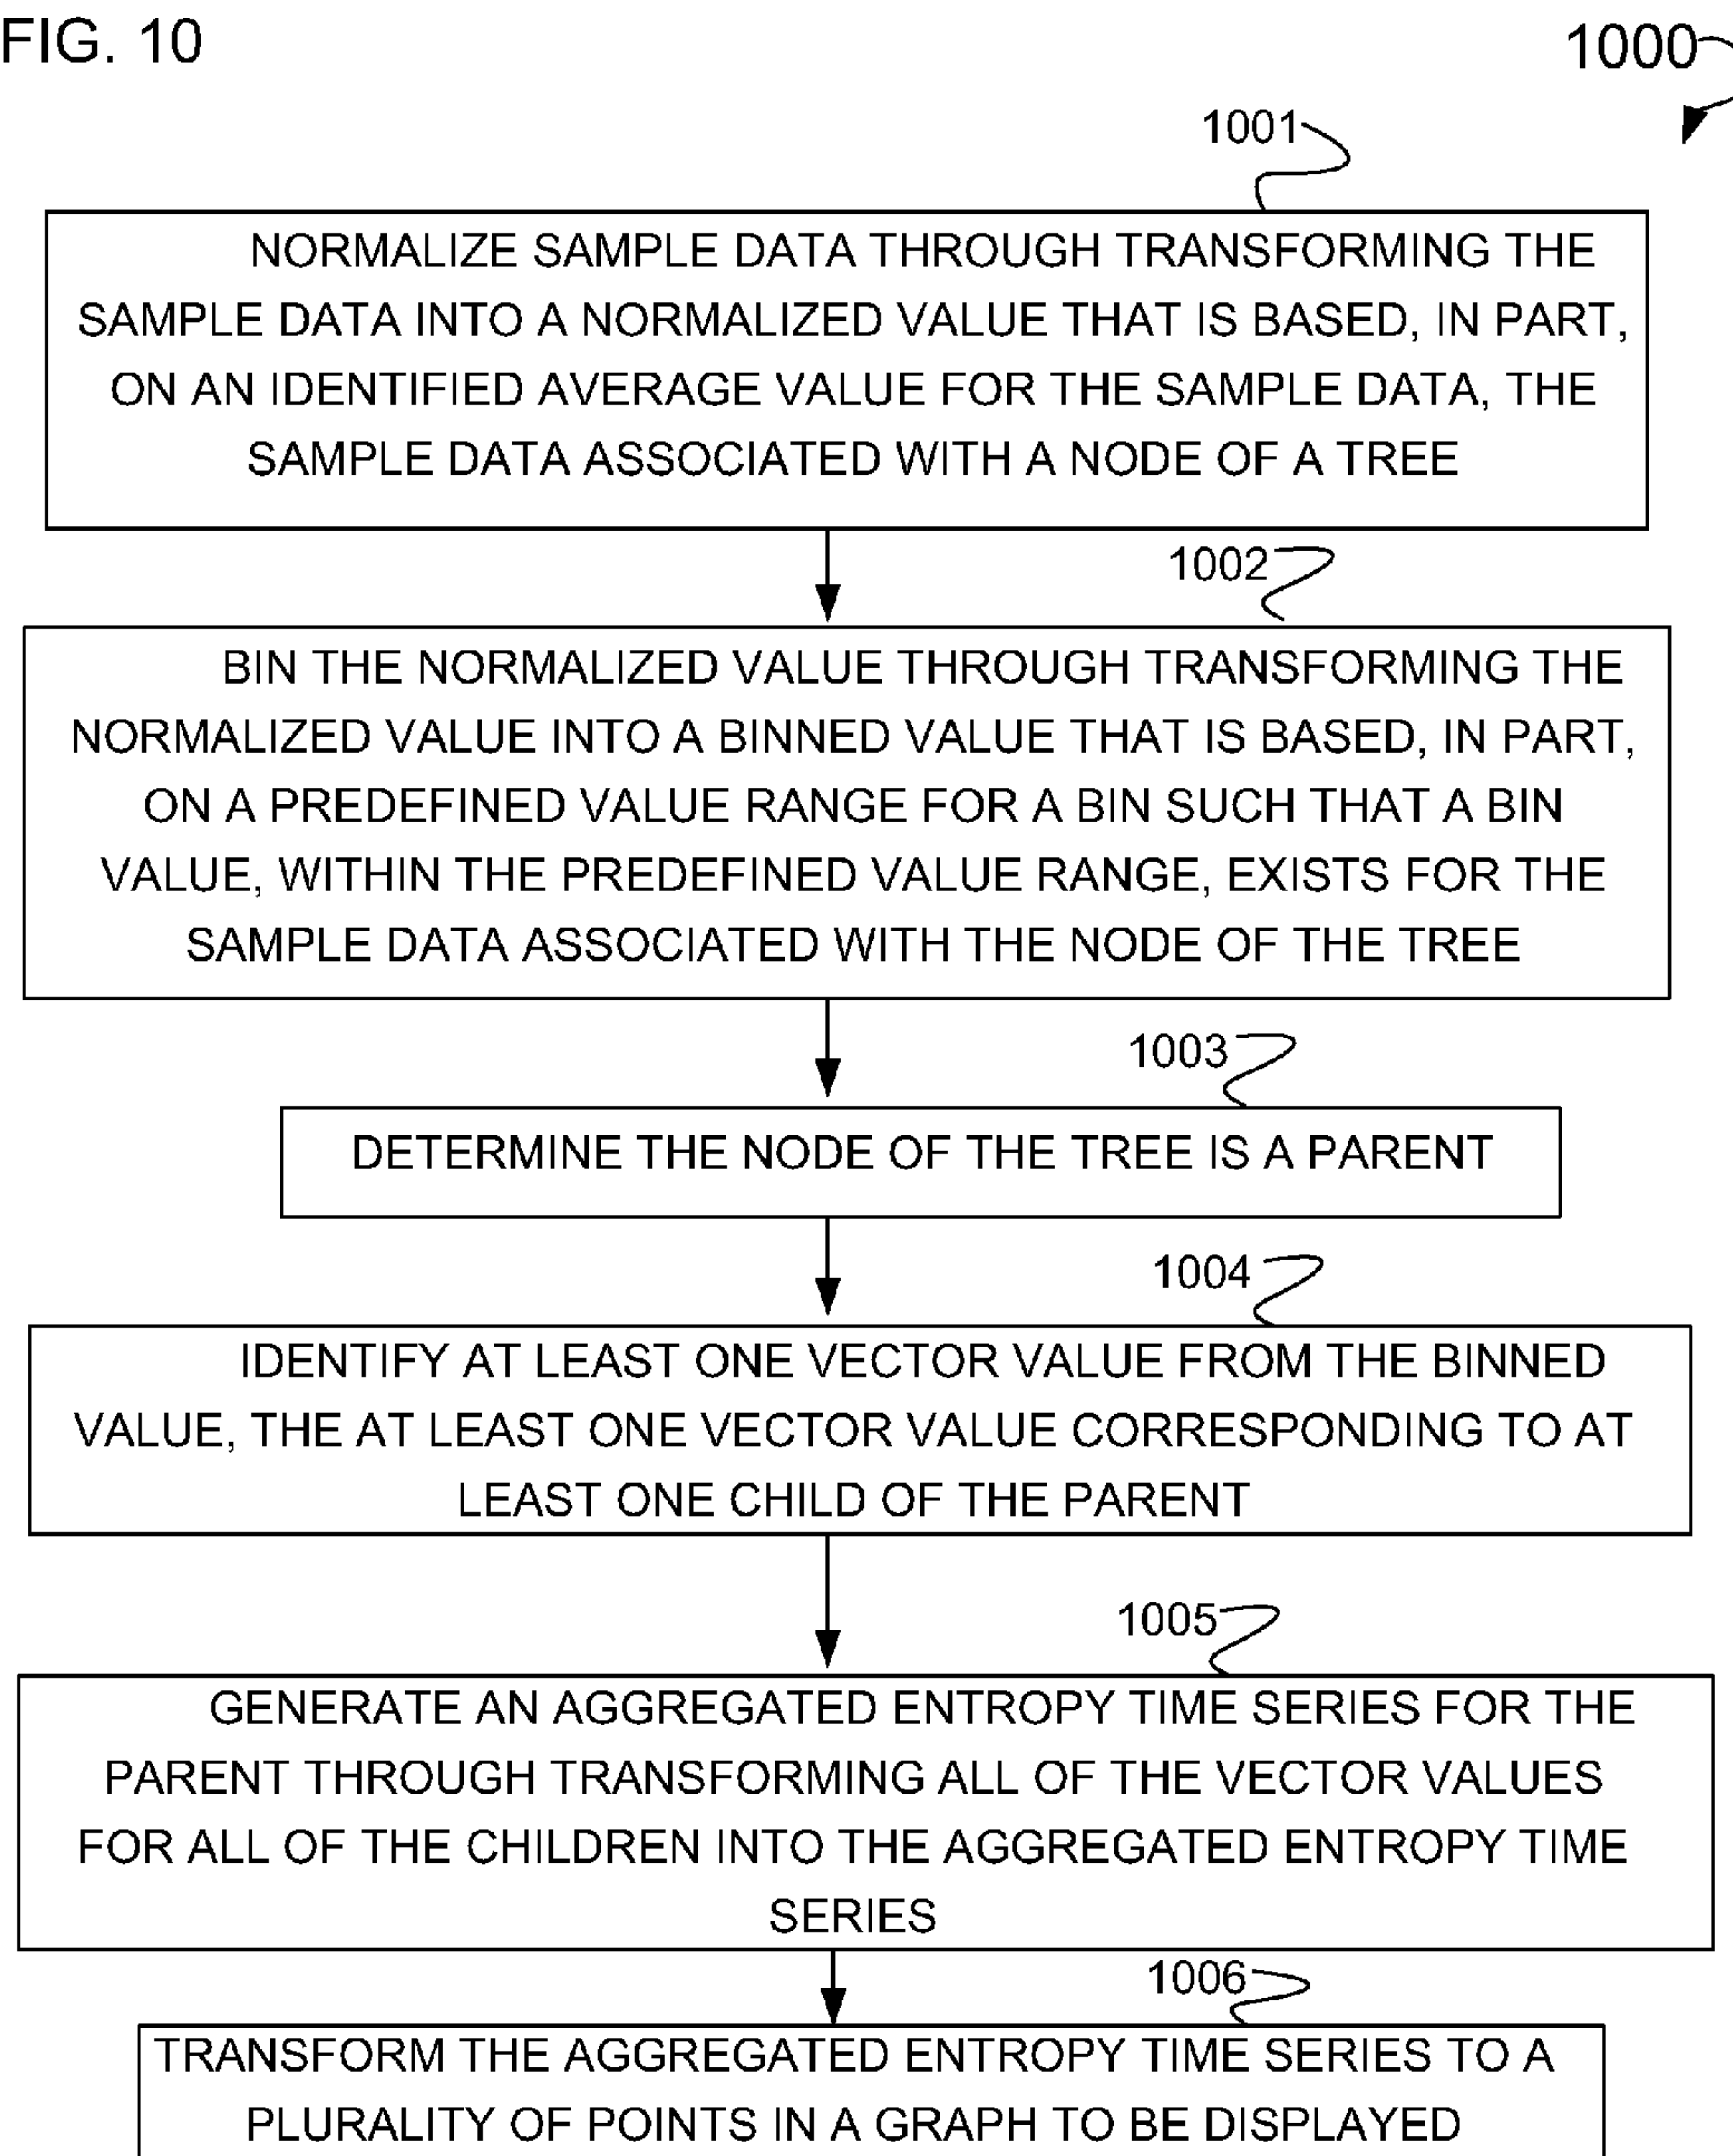 FIG. 10
1000
1001
NORMALIZE SAMPLE DATA THROUGH TRANSFORMING THE
SAMPLE DATA INTO A NORMALIZED VALUE THAT IS BASED, IN PART,
ON AN IDENTIFIED AVERAGE VALUE FOR THE SAMPLE DATA, THE
SAMPLE DATA ASSOCIATED WITH A NODE OF A TREE
1002
BIN THE NORMALIZED VALUE THROUGH TRANSFORMING THE
NORMALIZED VALUE INTO A BINNED VALUE THAT IS BASED, IN PART,
ON A PREDEFINED VALUE RANGE FOR A BIN SUCH THAT A BIN
VALUE, WITHIN THE PREDEFINED VALUE RANGE, EXISTS FOR THE
SAMPLE DATA ASSOCIATED WITH THE NODE OF THE TREE
1003
DETERMINE THE NODE OF THE TREE IS A PARENT
1004
IDENTIFY AT LEAST ONE VECTOR VALUE FROM THE BINNED
VALUE, THE AT LEAST ONE VECTOR VALUE CORRESPONDING TO AT
LEAST ONE CHILD OF THE PARENT
1005
GENERATE AN AGGREGATED ENTROPY TIME SERIES FOR THE
PARENT THROUGH TRANSFORMING ALL OF THE VECTOR VALUES
FOR ALL OF THE CHILDREN INTO THE AGGREGATED ENTROPY TIME
SERIES
1006
TRANSFORM THE AGGREGATED ENTROPY TIME SERIES TO A
PLURALITY OF POINTS IN A GRAPH TO BE DISPLAYED